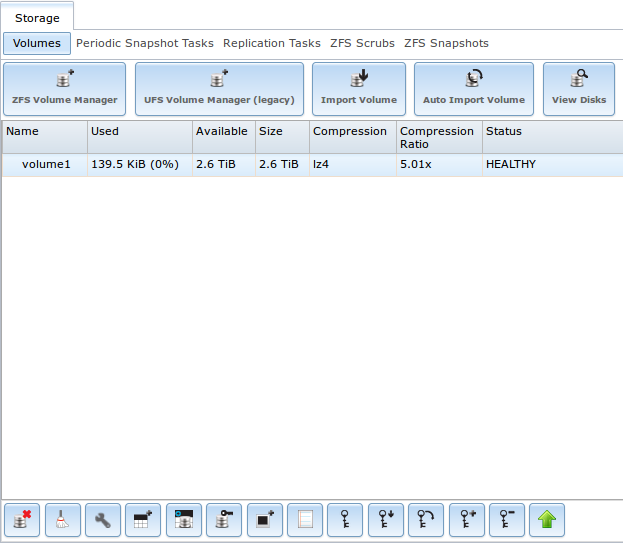 Storage
Volumes Periodic Snapshot Tasks Replication Tasks ZFS Scrubs ZFS Snapshots
ZFS Volume Manager UFS Volume Manager (legacy) Import Volume Auto Import Volume View Disks
Name Used Available Size Compression Compression Status
Ratio
volume1 139.5 KiB (0%) 2.6 TiB 2.6 TiB lz4 5.01x HEALTHY